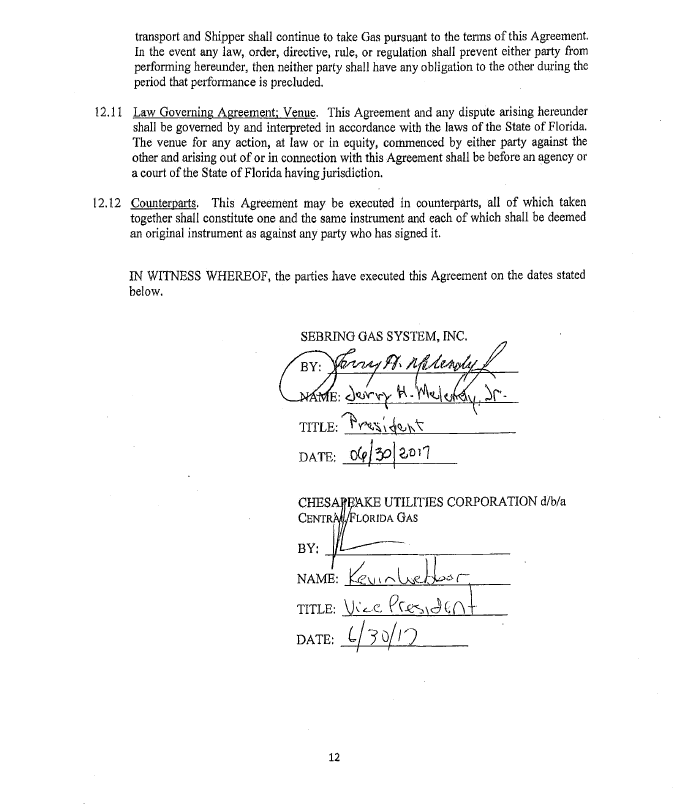 transport and Shipper shall continue to take Gas pursuant to the terms of this Agreement.
In the event any law, order, directive, rule, or regulation shall prevent either party from
performing hereunder, then neither party shall have any obligation to the other during the
period that performance is precluded.
12.11 Law Governing Agreement; Venue. This Agreement and any dispute arising hereunder
shall be governed by and interpreted in accordance with the laws of the State of Florida.
The venue for any action, at law or in equity, commenced by either party against the
other and arising out of or in connection with this Agreement shall be before an agency or
a court of the State of Florida having jurisdiction.
12.12 Counterparts. This Agreement may be executed in counterparts, all of which taken
together shall constitute one and the same instrument and each of which shall be deemed
an original instrument as against any party who has signed it.
IN WITNESS WHEREOF, the parties have executed this Agreement on the dates stated
below.
SEBRING GAS SYSTEM, INC.
BY: Jerry H. Melendy Jr
NAME: Jerry H. Melendy, Jr.
TITLE: President
DATE: 06/30/2017
CHESAPEAKE UTILITIES CORPORATION d/b/a
CENTRAL FLORIDA GAS
BY:
NAME: Kevin Webber
TITLE: Vice President
DATE: 6/30/17
12